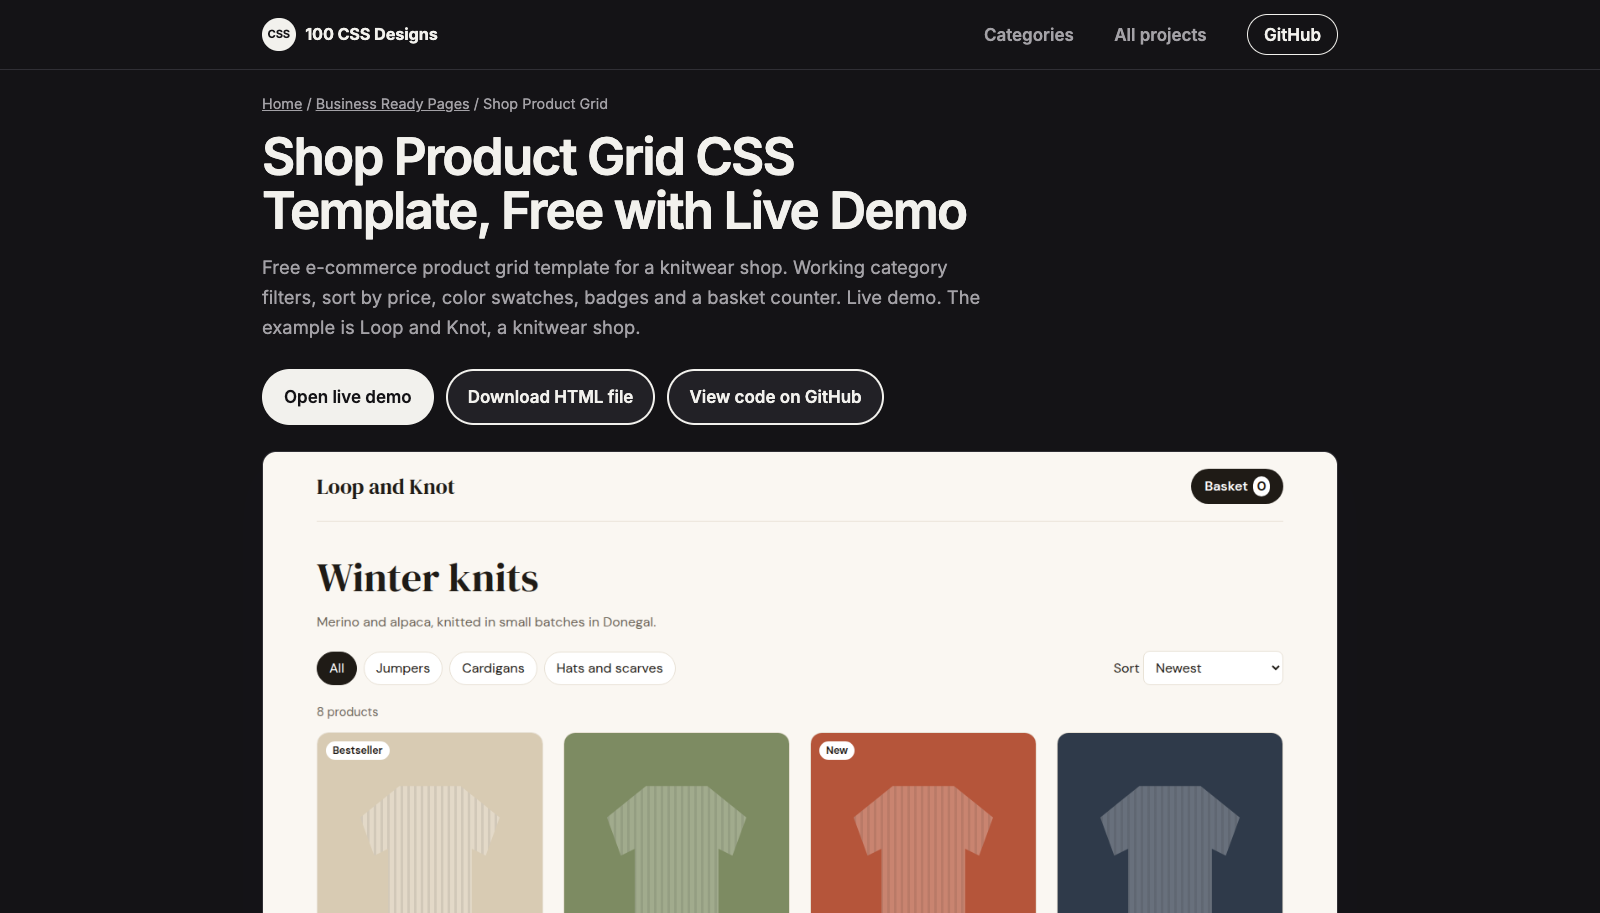 CSS 100 CSS Designs
Categories
All projects
GitHub
Home / Business Ready Pages / Shop Product Grid
Shop Product Grid CSS
Template, Free with Live Demo
Free e-commerce product grid template for a knitwear shop. Working category
filters, sort by price, color swatches, badges and a basket counter. Live demo. The
example is Loop and Knot, a knitwear shop.
Open live demo
Download HTML file
View code on GitHub
Loop and Knot
Basket 0
Winter knits
Merino and alpaca, knitted in small batches in Donegal.
All
Jumpers
Cardigans
Hats and scarves
Sort Newest
8 products
Bestseller
New